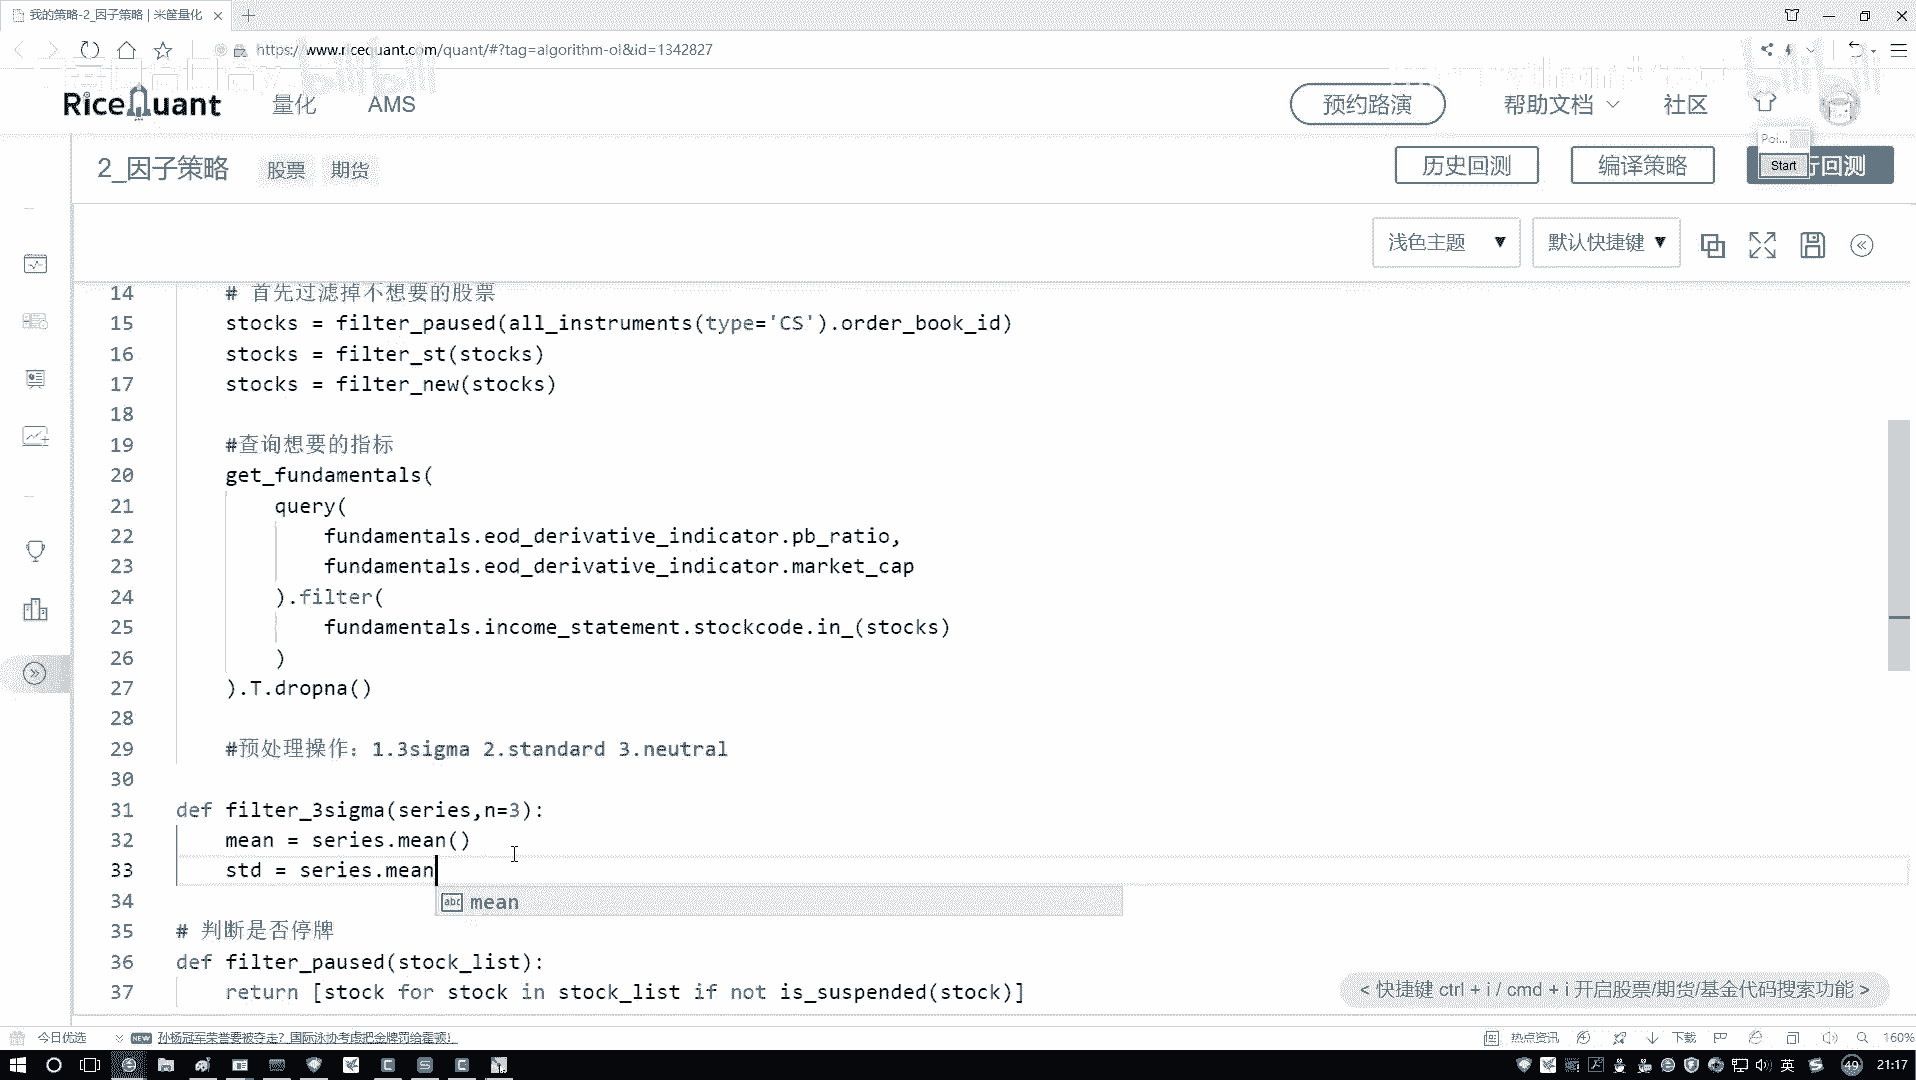 我的策略-2_因子策略 | 米筐量化
https://www.ricequant.com/quant/#?tag=algorithm-ol&id=1342827
RiceQuant 量化 AMS 预约路演 帮助文档 社区
Poi...
2_因子策略 股票 期货 历史回测 编译策略 Start 行回测
浅色主题 ▼ 默认快捷键 ▼
14 # 首先过滤掉不想要的股票
15 stocks = filter_paused(all_instruments(type='CS').order_book_id)
16 stocks = filter_st(stocks)
17 stocks = filter_new(stocks)
18
19 #查询想要的指标
20 get_fundamentals(
21 query(
22 fundamentals.eod_derivative_indicator.pb_ratio,
23 fundamentals.eod_derivative_indicator.market_cap
24 ).filter(
25 fundamentals.income_statement.stockcode.in_(stocks)
26 )
27 ).T.dropna()
28
29 #预处理操作：1.3sigma 2.standard 3.neutral
30
31 def filter_3sigma(series,n=3):
32 mean = series.mean()
33 std = series.mean
abc mean
34
35 # 判断是否停牌
36 def filter_paused(stock_list):
37 return [stock for stock in stock_list if not is_suspended(stock)]
< 快捷键 ctrl + i / cmd + i 开启股票/期货/基金代码搜索功能 >
今日优选 NEW 孙杨冠军荣誉要被夺走？国际泳协考虑把金牌罚给霍顿！ 热点资讯 下载 160%
英 49 21:17